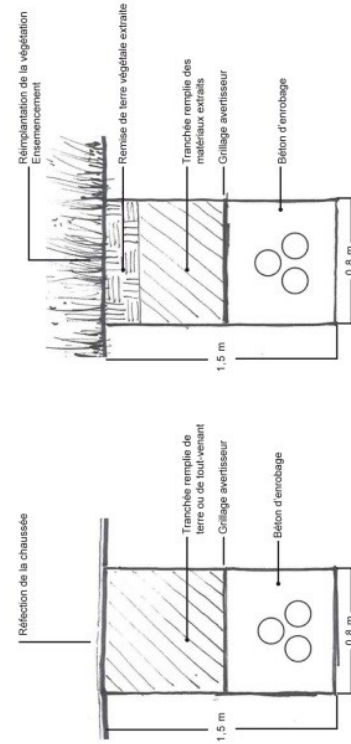 Réfection de la chaussée
Tranchée remplie de
terre ou de tout-venant
Grillage avertisseur
Béton d'enrobage
1,5 m
0,8 m
Réimplantation de la végétation
Ensemencement
Remise de terre végétale extraite
Tranchée remplie des
matériaux extraits
Grillage avertisseur
Béton d'enrobage
1,5 m
0,8 m